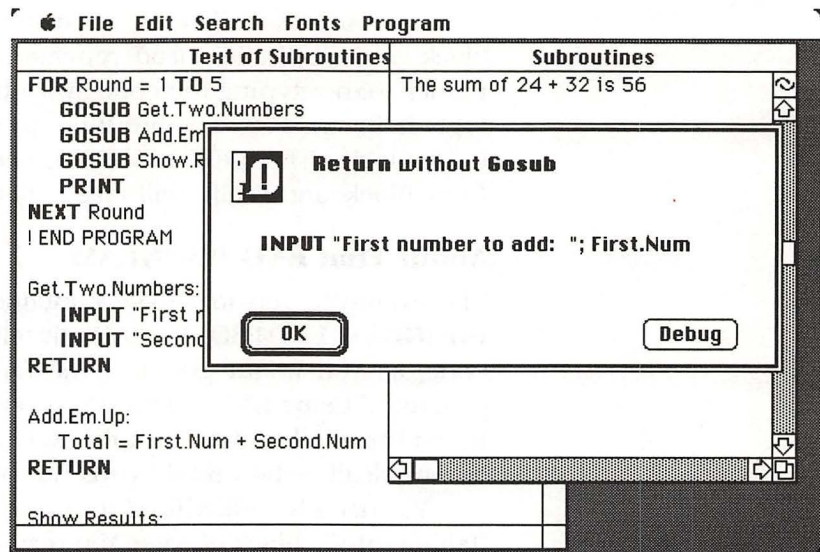 File Edit Search Fonts Program
Text of Subroutines
FOR Round = 1 TO 5
GOSUB Get.Two.Numbers
GOSUB Add.Em
GOSUB Show.R
PRINT
NEXT Round
! END PROGRAM
Get.Two.Numbers:
INPUT "First r
INPUT "Second
RETURN
Add.Em.Up:
Total = First.Num + Second.Num
RETURN
Show Results:
Subroutines
The sum of 24 + 32 is 56
Return without Gosub
INPUT "First number to add: "; First.Num
OK
Debug